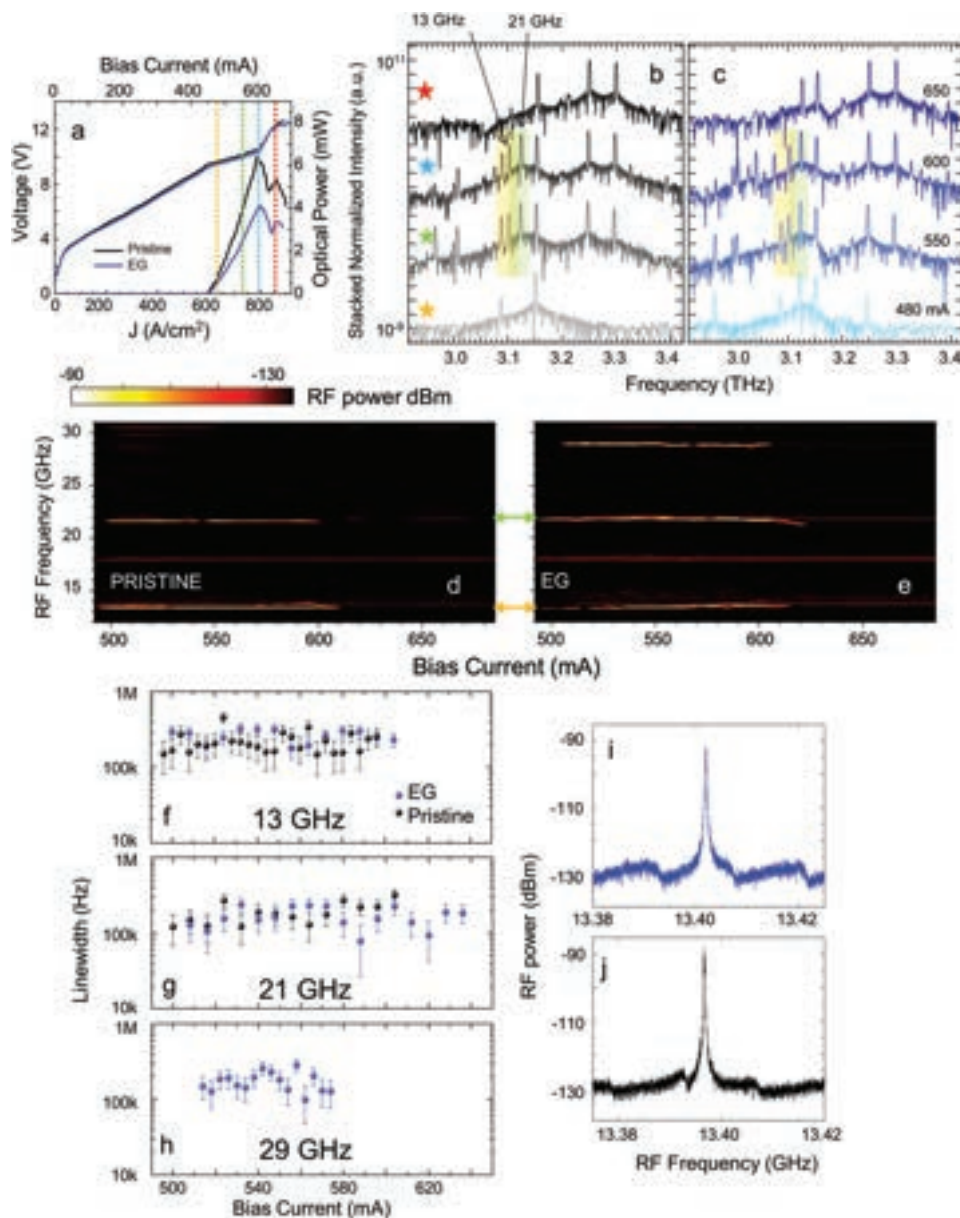 13 GHz 21 GHz
Bias Current (mA)
0 200 400 600
a
12
8
4
0
Voltage (V)
8
6
4
2
0
Optical Power (mW)
Pristine
EG
0 200 400 600 800
J (A/cm²)
Stacked Normalized Intensity (a.u.)
10¹¹
10⁻⁹
b
c
650
600
550
480 mA
3.0 3.1 3.2 3.3 3.0 3.1 3.2 3.3 3.4
Frequency (THz)
-90 -130
RF power dBm
RF Frequency (GHz)
30
25
20
15
PRISTINE d
EG e
500 550 600 650 500 550 600 650
Bias Current (mA)
Linewidth (Hz)
1M
100k
10k
f
13 GHz
EG
Pristine
1M
100k
10k
g
21 GHz
1M
100k
10k
h
29 GHz
500 540 580 620
Bias Current (mA)
RF power (dBm)
-90
-110
-130
i
13.38 13.40 13.42
-90
-110
-130
j
13.38 13.40 13.42
RF Frequency (GHz)